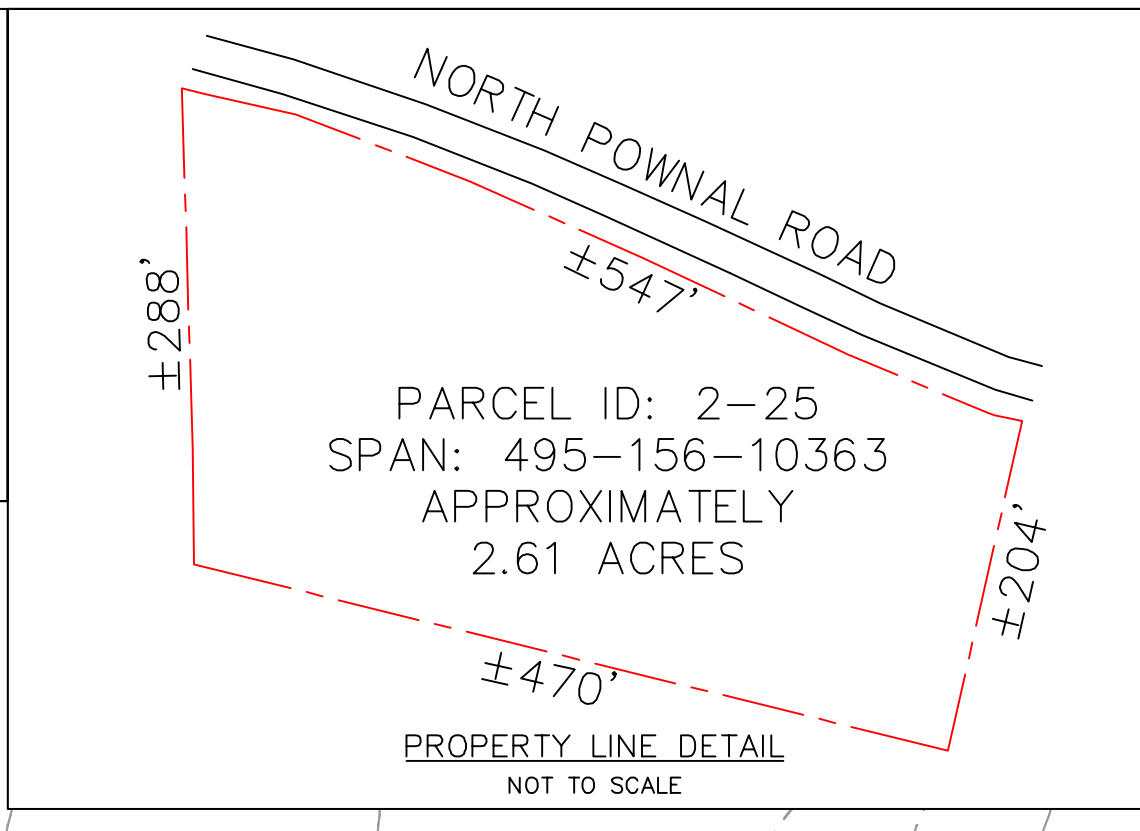 NORTH POWNAL ROAD
±547'
±288'
PARCEL ID: 2-25
SPAN: 495-156-10363
APPROXIMATELY
2.61 ACRES
±204'
±470'
PROPERTY LINE DETAIL
NOT TO SCALE